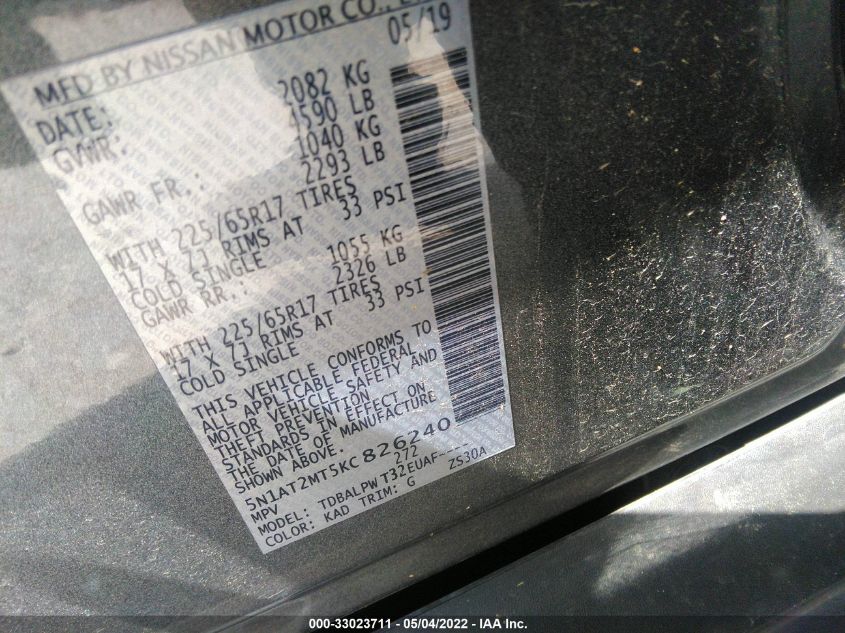 MFD BY NISSAN MOTOR CO.,
DATE: 05/19
GVWR: 2082 KG
4590 LB
GAWR FR.: 1040 KG
2293 LB
WITH 225/65R17 TIRES
17 X 7J RIMS AT 33 PSI
COLD SINGLE
GAWR RR.: 1055 KG
2326 LB
WITH 225/65R17 TIRES
17 X 7J RIMS AT 33 PSI
COLD SINGLE
THIS VEHICLE CONFORMS TO
ALL APPLICABLE FEDERAL
MOTOR VEHICLE SAFETY AND
THEFT PREVENTION
STANDARDS IN EFFECT ON
THE DATE OF MANUFACTURE
SHOWN ABOVE.
5N1AT2MT5KC826240
MPV 272
MODEL: TDBALPWT32EUAF----
COLOR: KAD TRIM: G ZS30A
000-33023711 - 05/04/2022 - IAA Inc.